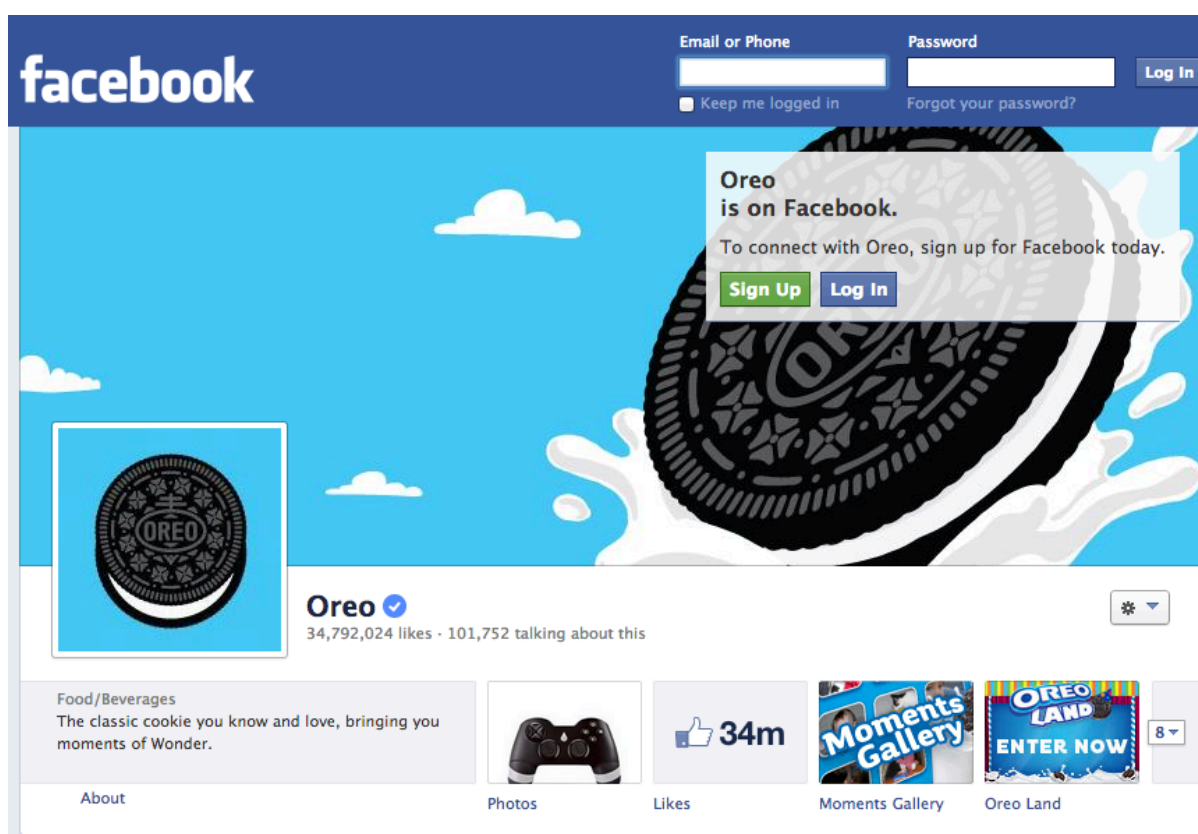 facebook
Email or Phone
Password
Log In
Keep me logged in
Forgot your password?
Oreo
is on Facebook.
To connect with Oreo, sign up for Facebook today.
Sign Up
Log In
OREO
OREO
Oreo
34,792,024 likes · 101,752 talking about this
Food/Beverages
The classic cookie you know and love, bringing you
moments of Wonder.
About
Photos
34m
Likes
Moments
Gallery
Moments Gallery
OREO
LAND
ENTER NOW
Oreo Land
8